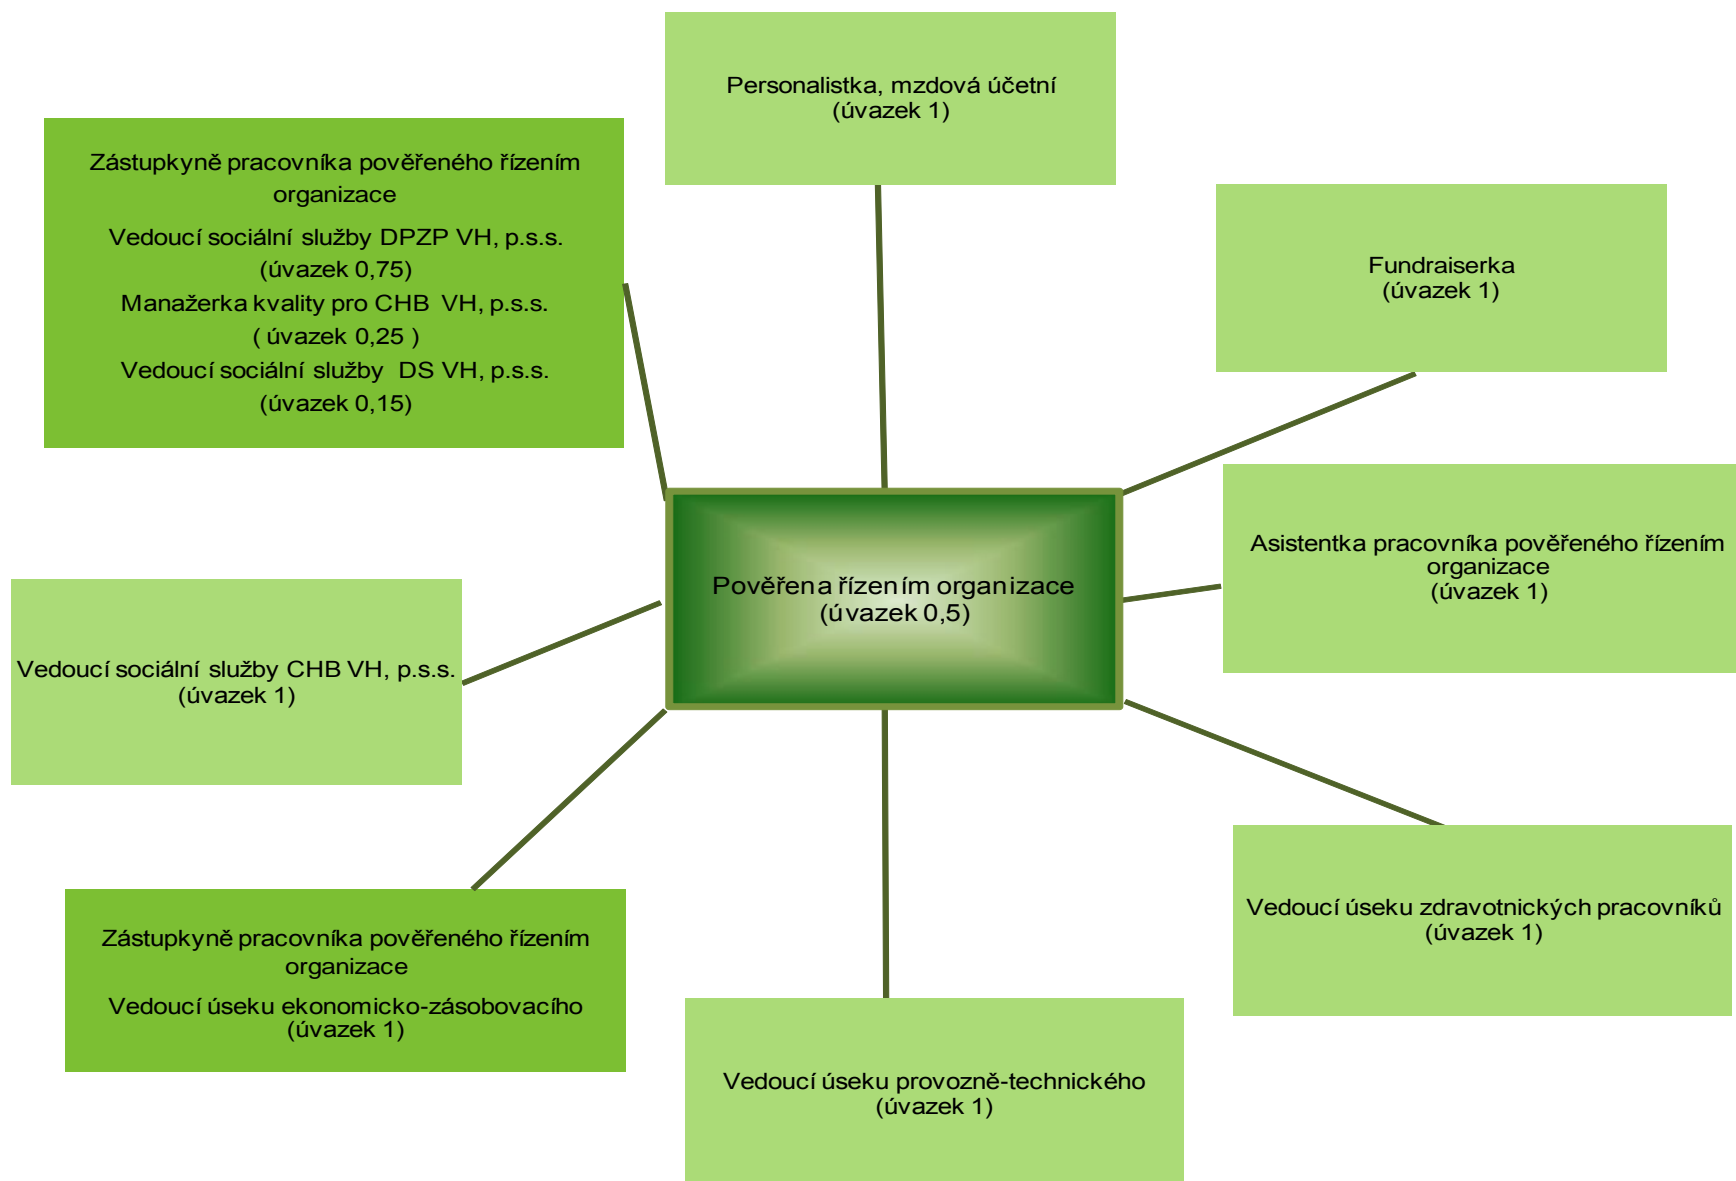 Personalistka, mzdová účetní
(úvazek 1)
Zástupkyně pracovníka pověřeného řízením
organizace
Vedoucí sociální služby DPZP VH, p.s.s.
(úvazek 0,75)
Manažerka kvality pro CHB VH, p.s.s.
( úvazek 0,25 )
Vedoucí sociální služby DS VH, p.s.s.
(úvazek 0,15)
Fundraiserka
(úvazek 1)
Asistentka pracovníka pověřeného řízením
organizace
(úvazek 1)
Pověřena řízením organizace
(úvazek 0,5)
Vedoucí sociální služby CHB VH, p.s.s.
(úvazek 1)
Vedoucí úseku zdravotnických pracovníků
(úvazek 1)
Zástupkyně pracovníka pověřeného řízením
organizace
Vedoucí úseku ekonomicko-zásobovacího
(úvazek 1)
Vedoucí úseku provozně-technického
(úvazek 1)